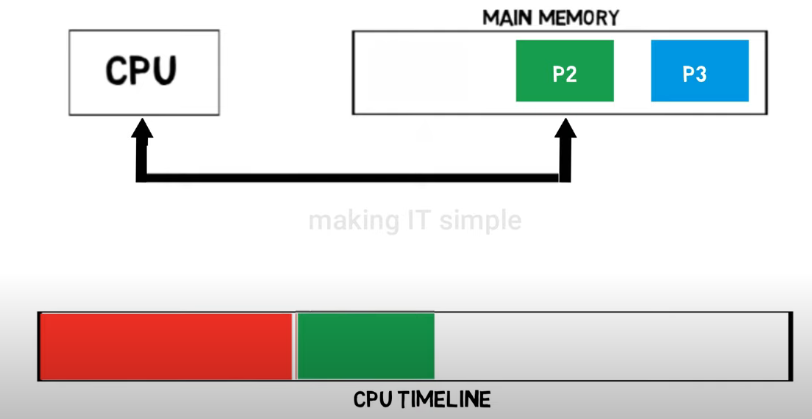 MAIN MEMORY
CPU
P2
P3
making IT simple
CPU TIMELINE